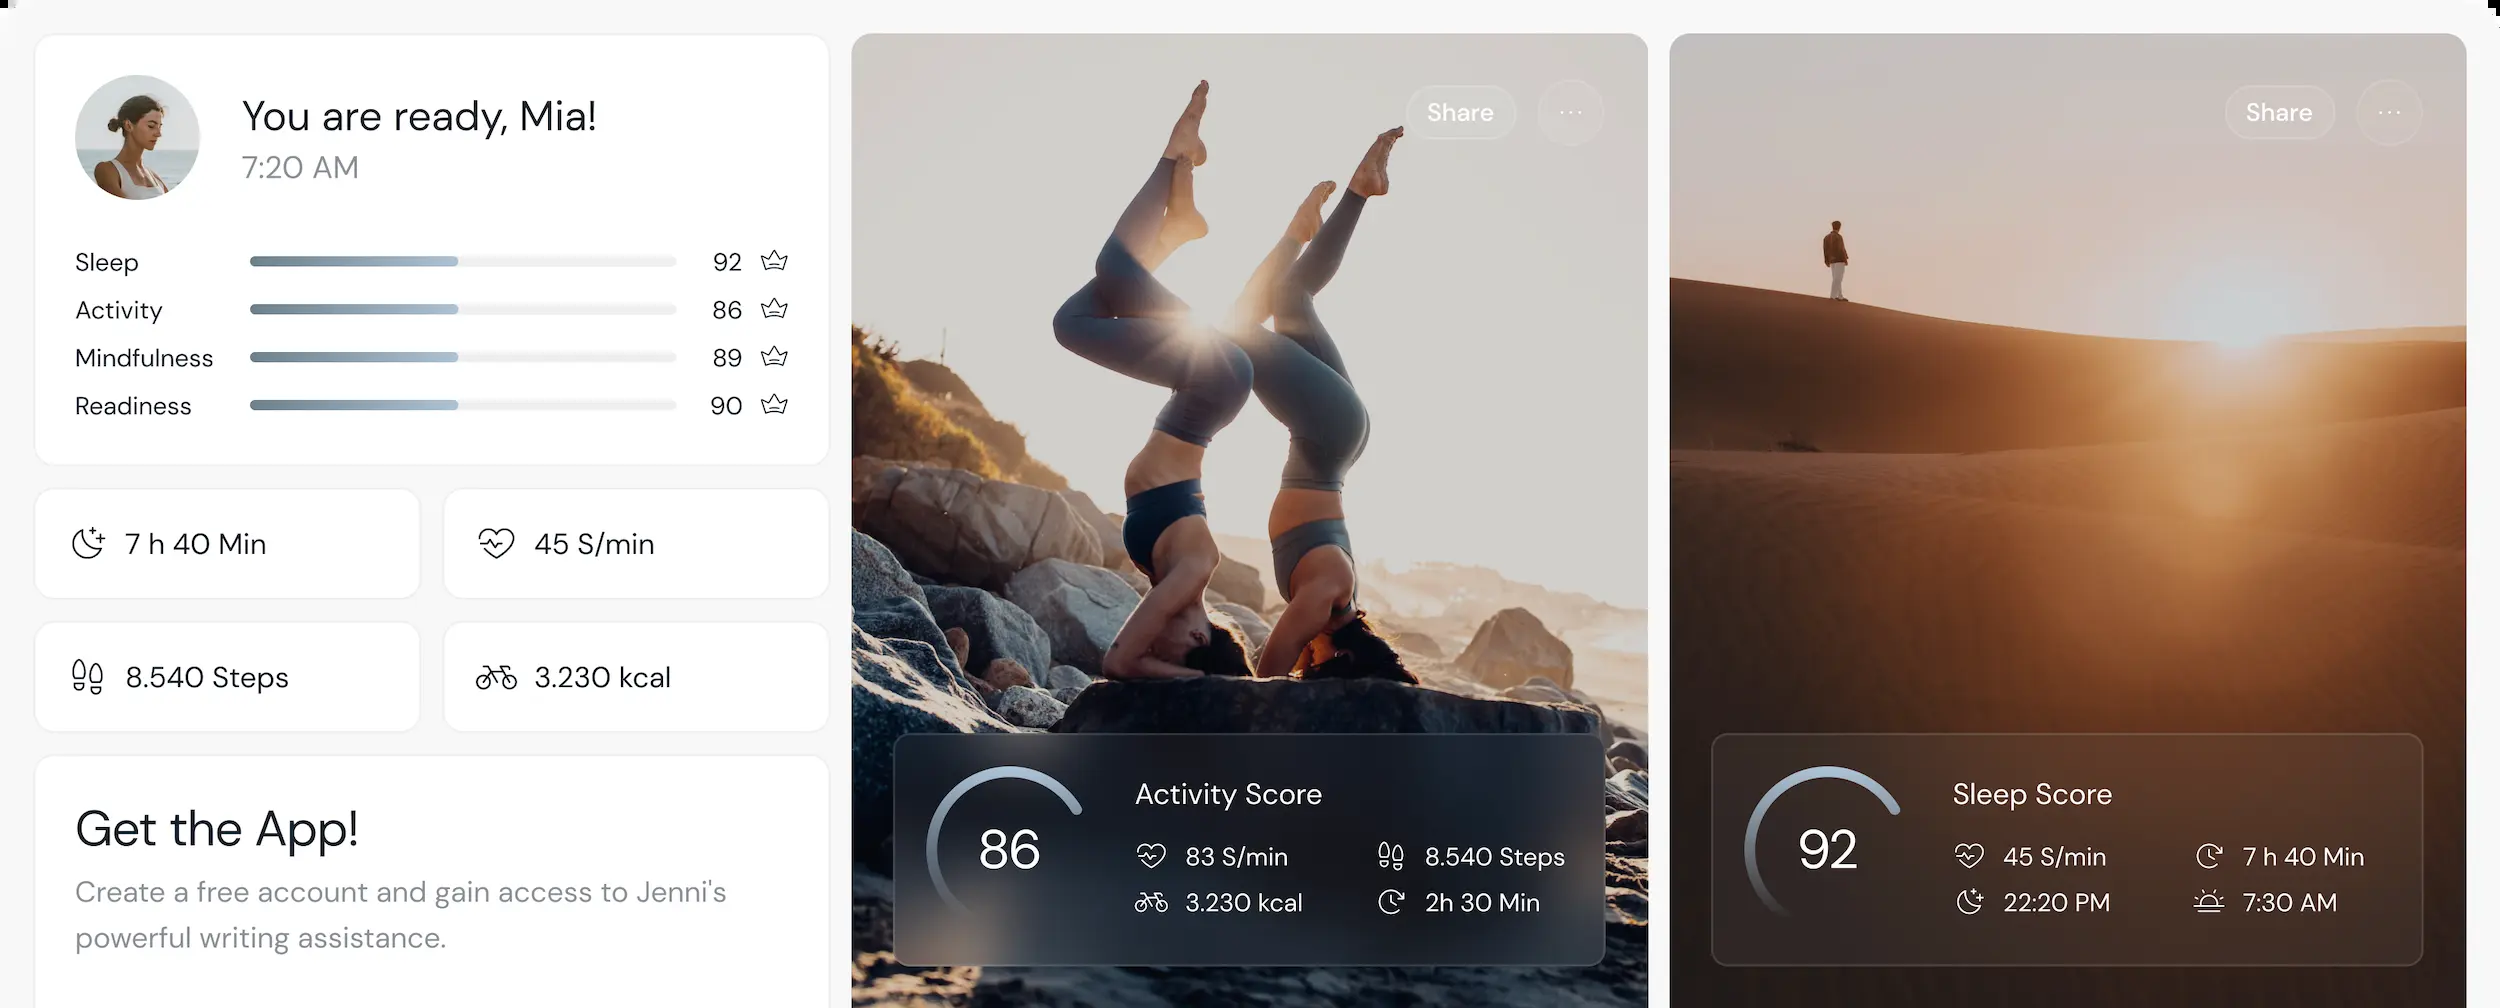 You are ready, Mia!
7:20 AM
Sleep 92
Activity 86
Mindfulness 89
Readiness 90
7 h 40 Min
45 S/min
8.540 Steps
3.230 kcal
Get the App!
Create a free account and gain access to Jenni's
powerful writing assistance.
Share
86
Activity Score
83 S/min 8.540 Steps
3.230 kcal 2h 30 Min
Share
92
Sleep Score
45 S/min 7 h 40 Min
22:20 PM 7:30 AM